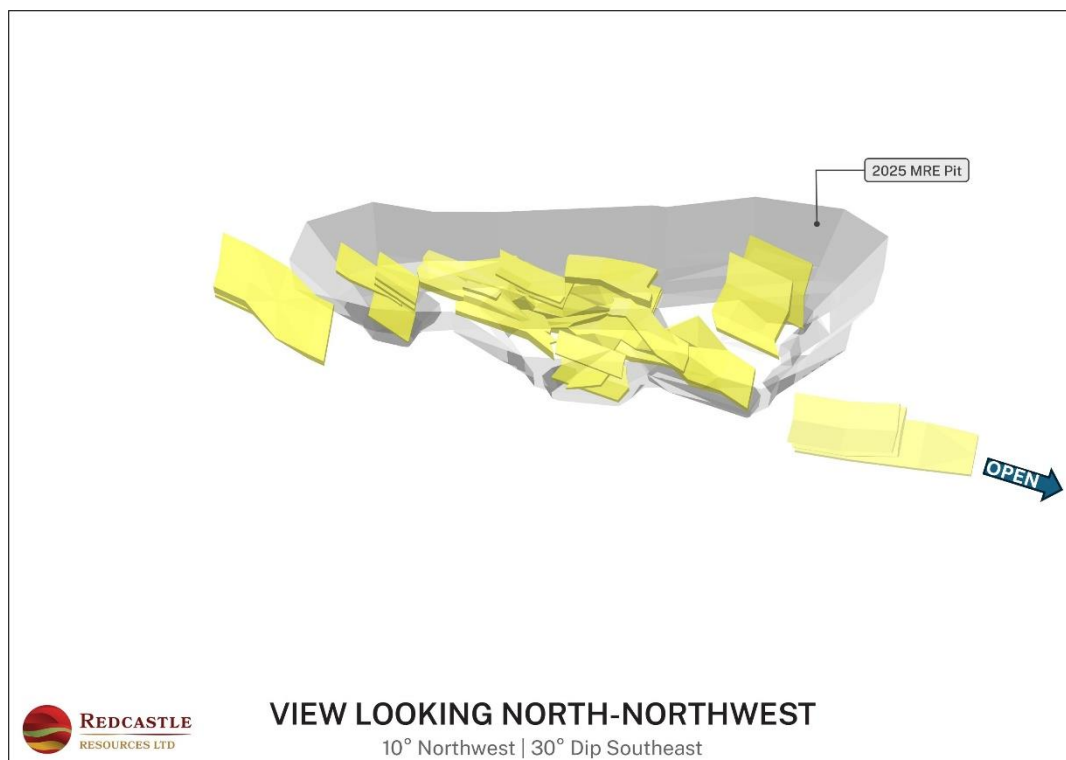 2025 MRE Pit
OPEN
REDCASTLE
RESOURCES LTD
VIEW LOOKING NORTH-NORTHWEST
10° Northwest | 30° Dip Southeast